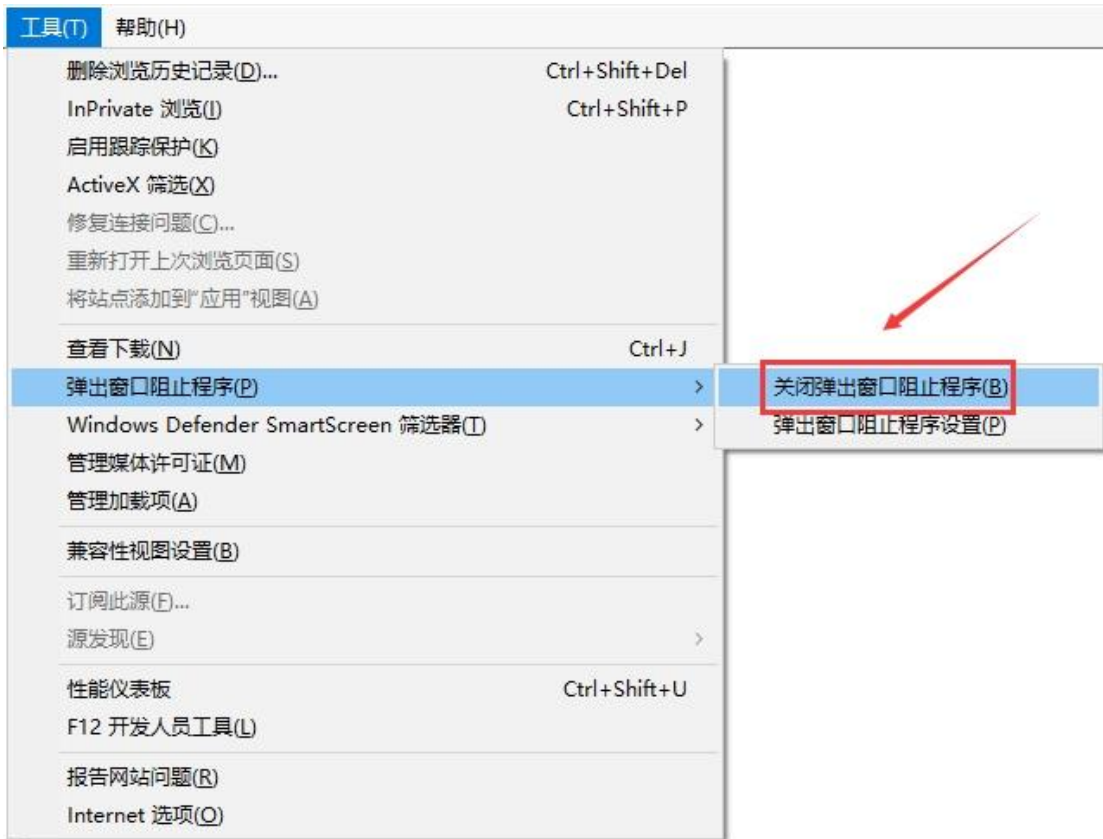 工具(T) 帮助(H)
删除浏览历史记录(D)... Ctrl+Shift+Del
InPrivate 浏览(I) Ctrl+Shift+P
启用跟踪保护(K)
ActiveX 筛选(X)
修复连接问题(C)...
重新打开上次浏览页面(S)
将站点添加到“应用”视图(A)
查看下载(N) Ctrl+J
弹出窗口阻止程序(P) > 关闭弹出窗口阻止程序(B)
Windows Defender SmartScreen 筛选器(T) > 弹出窗口阻止程序设置(P)
管理媒体许可证(M)
管理加载项(A)
兼容性视图设置(B)
订阅此源(F)...
源发现(E) >
性能仪表板 Ctrl+Shift+U
F12 开发人员工具(L)
报告网站问题(R)
Internet 选项(O)